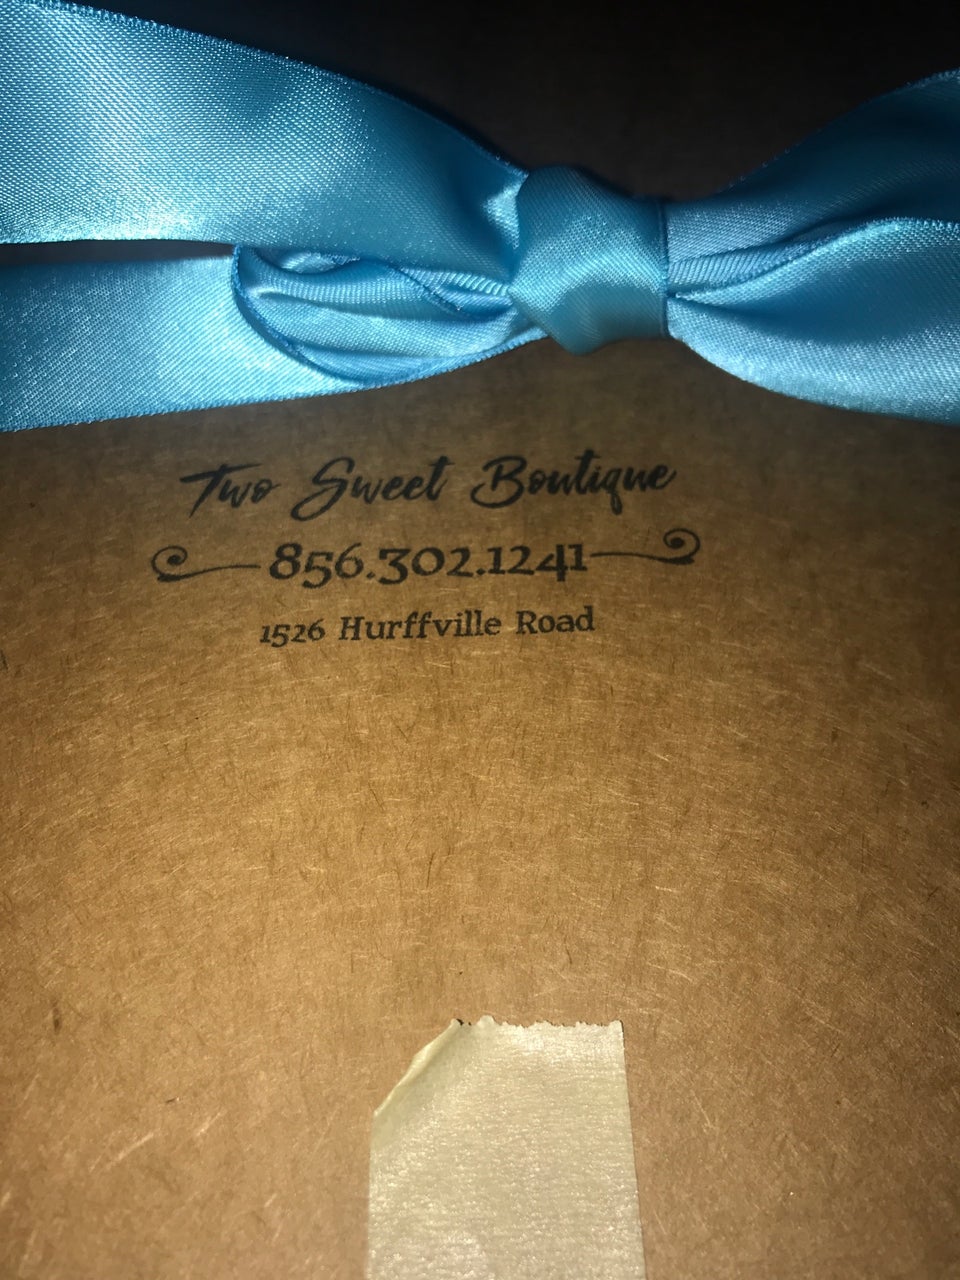 Two Sweet Boutique
856.302.1241
1526 Hurffville Road